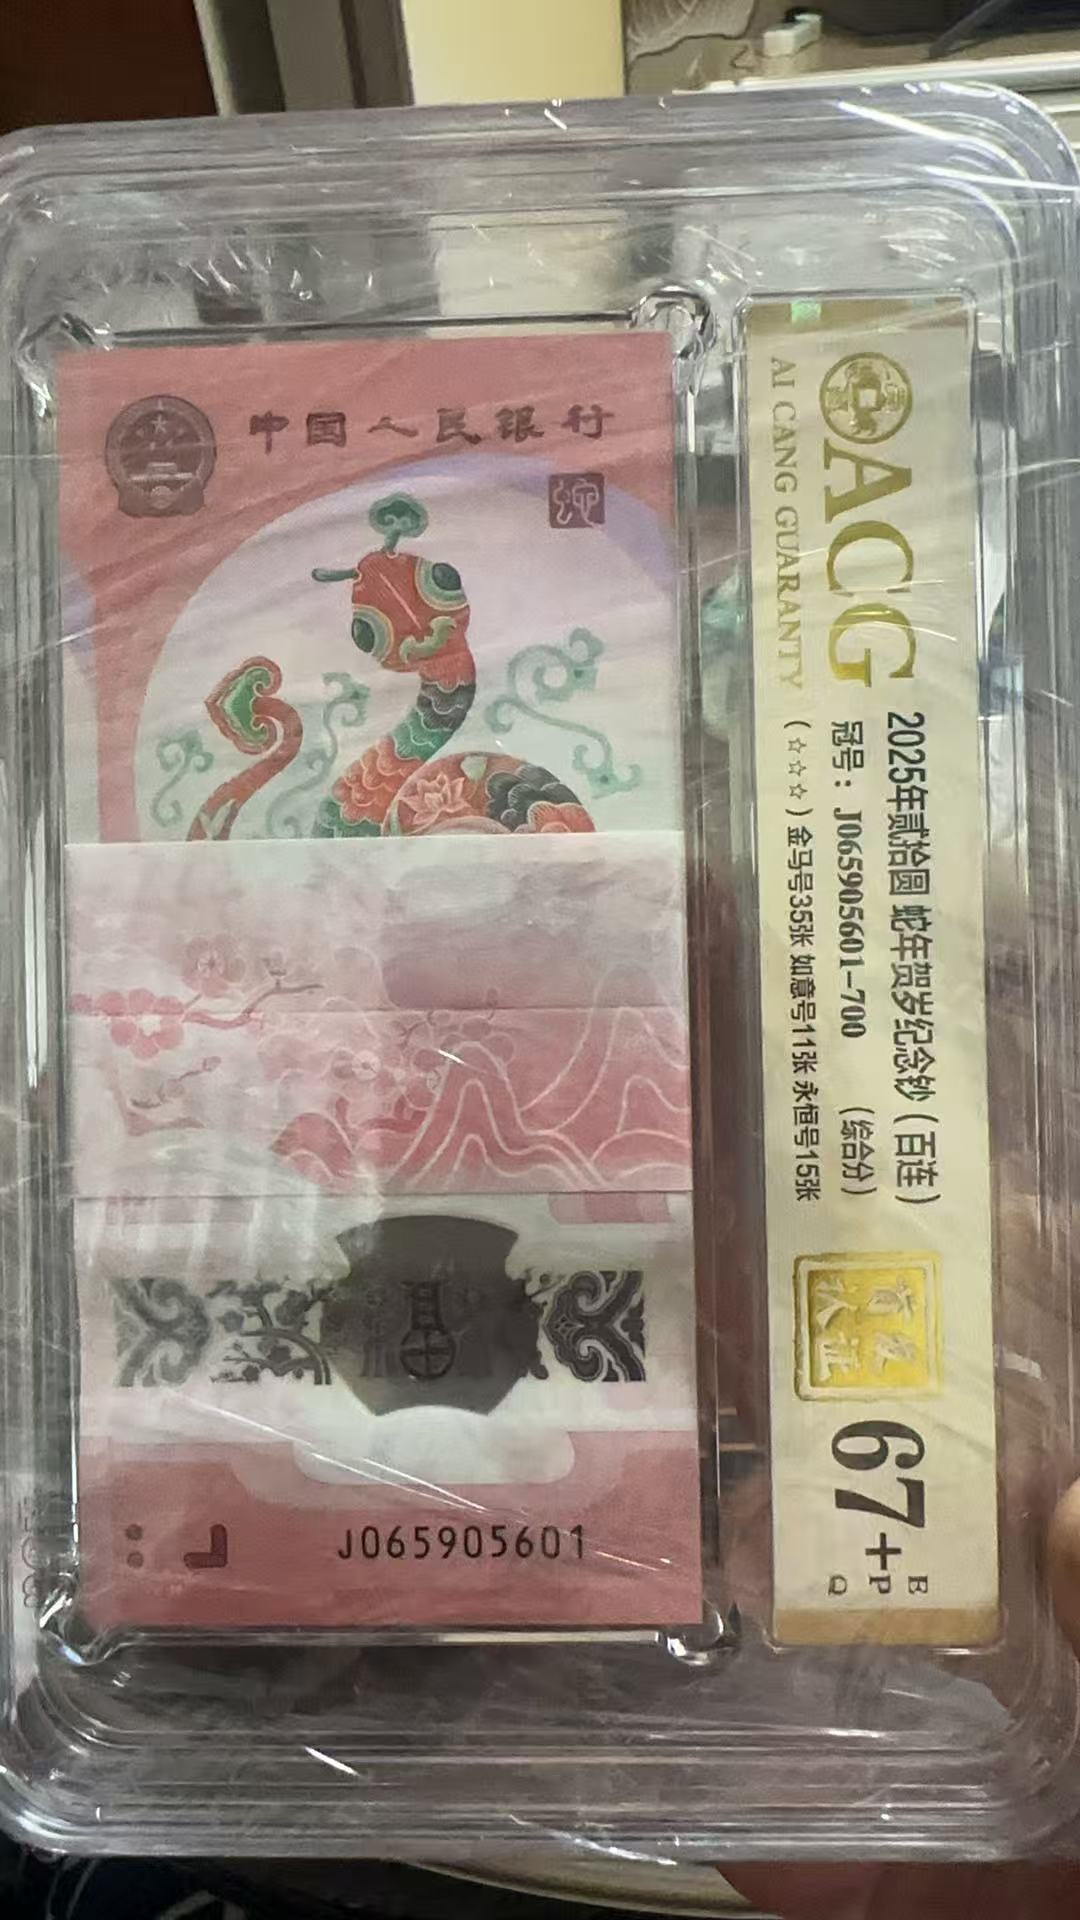 中国人民银行
蛇
J065905601
ACG
AI CANG GUARANTY
2025年贰拾圆 蛇年贺岁纪念钞（百连）
冠号：J065905601-700 （综合分）
（☆☆☆）金马号35张 如意号11张 永恒号15张
67+
E
P
Q